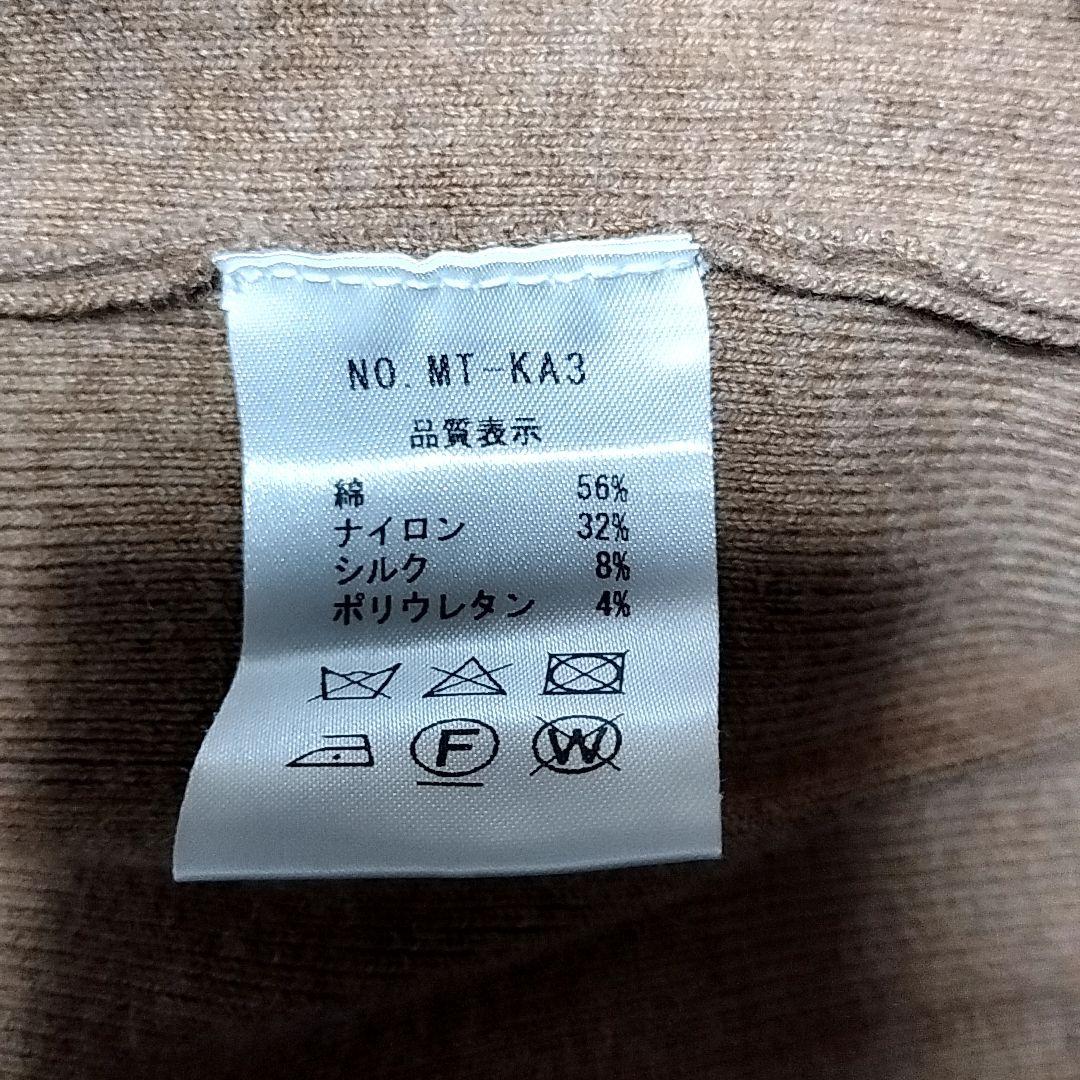 NO. MT-KA3
品質表示
綿 56%
ナイロン 32%
シルク 8%
ポリウレタン 4%
F W